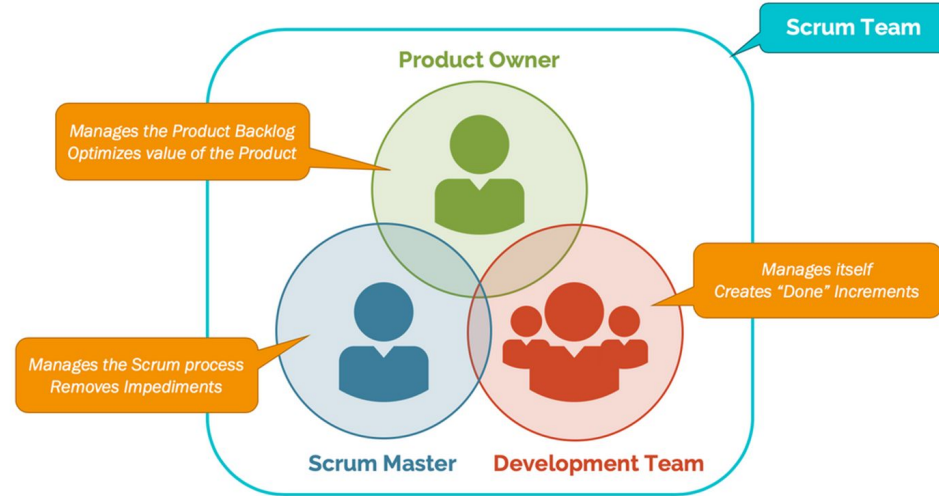 Scrum Team
Product Owner
Manages the Product Backlog
Optimizes value of the Product
Manages itself
Creates “Done” Increments
Manages the Scrum process
Removes Impediments
Scrum Master
Development Team